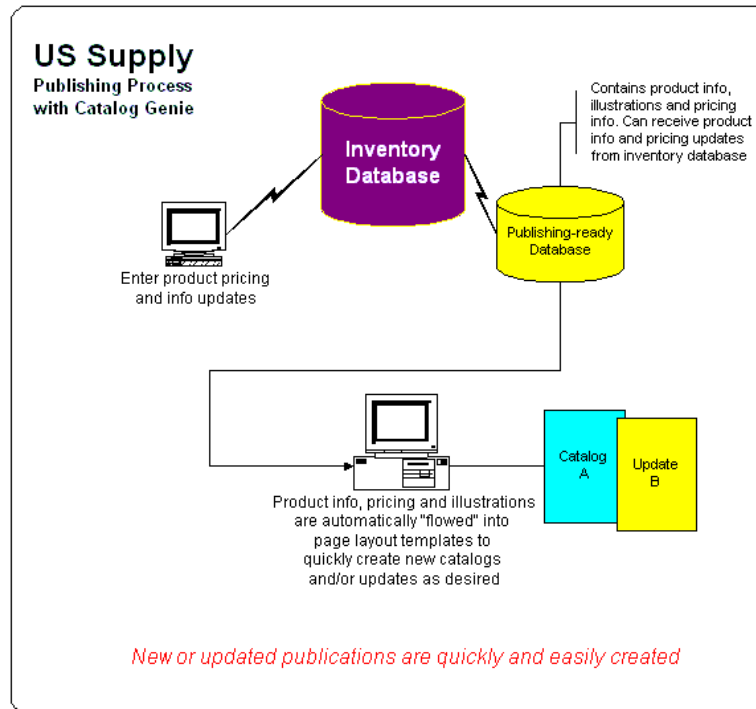 US Supply
Publishing Process
with Catalog Genie
Contains product info,
illustrations and pricing
info. Can receive product
info and pricing updates
from inventory database
Inventory
Database
Publishing-ready
Database
Enter product pricing
and info updates
Catalog
A
Update
B
Product info, pricing and illustrations
are automatically "flowed" into
page layout templates to
quickly create new catalogs
and/or updates as desired
New or updated publications are quickly and easily created